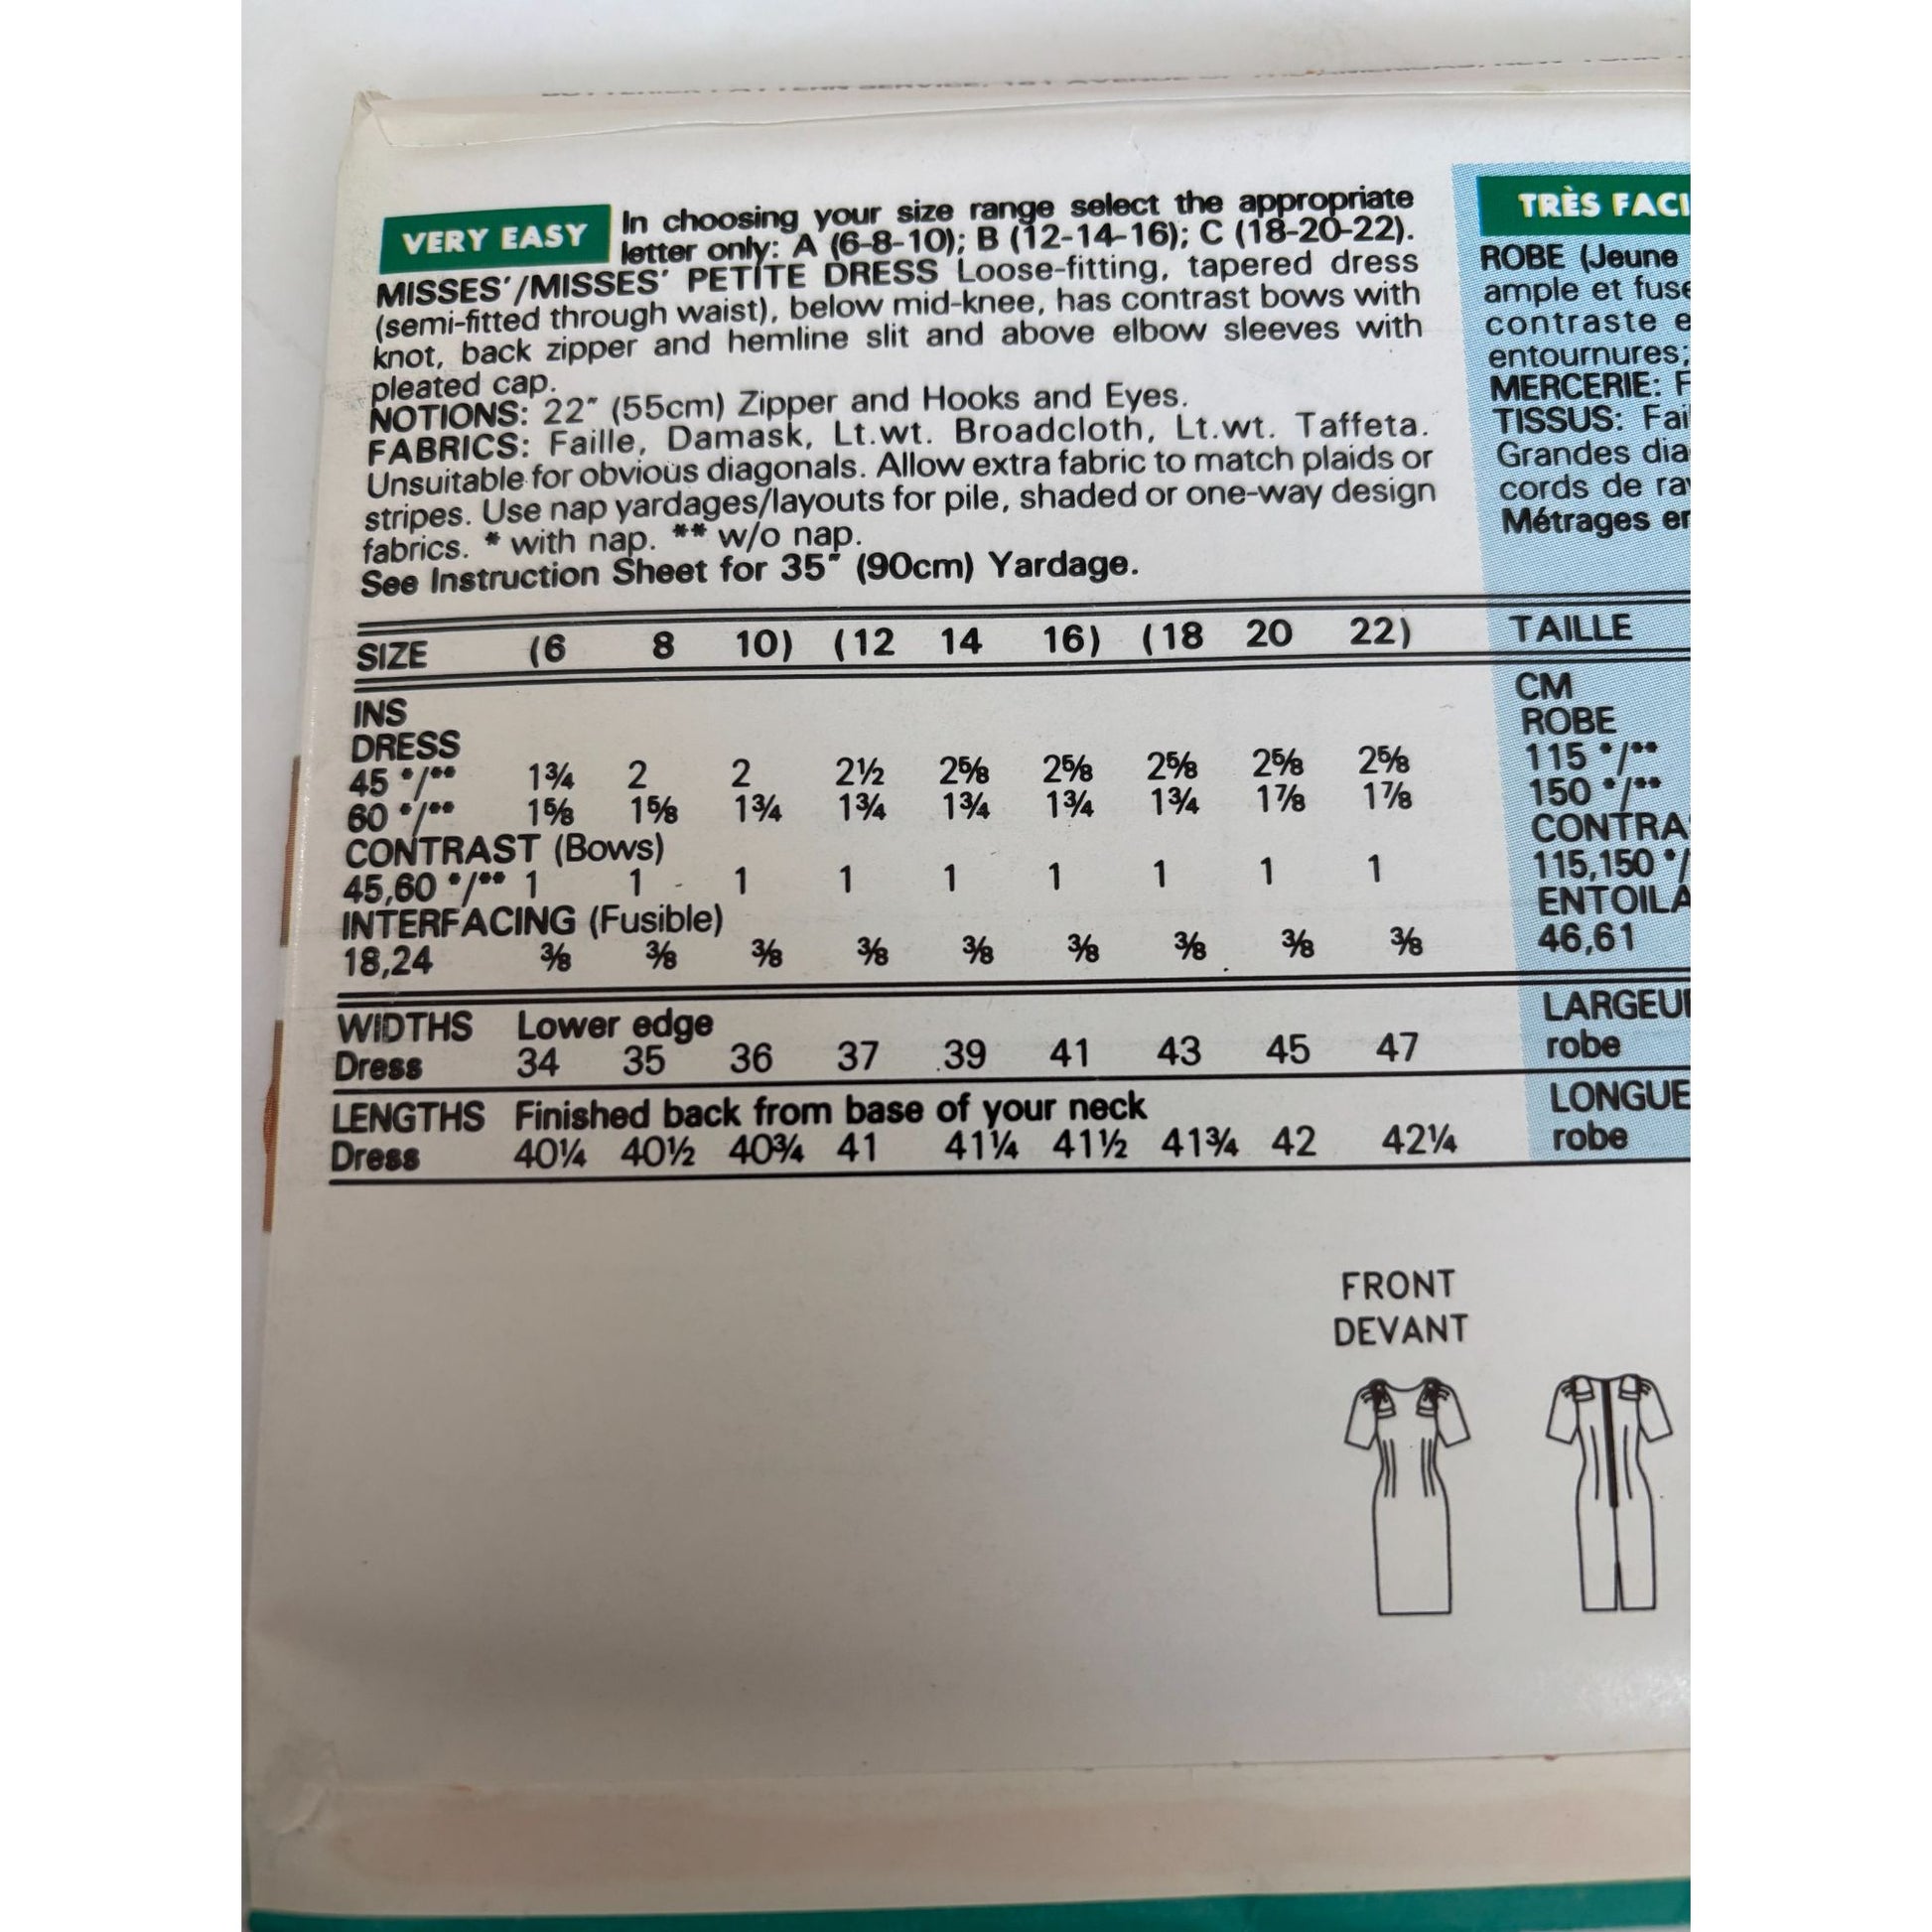 VERY EASY In choosing your size range select the appropriate
letter only: A (6-8-10); B (12-14-16); C (18-20-22).
MISSES'/MISSES' PETITE DRESS Loose-fitting, tapered dress
(semi-fitted through waist), below mid-knee, has contrast bows with
knot, back zipper and hemline slit and above elbow sleeves with
pleated cap.
NOTIONS: 22" (55cm) Zipper and Hooks and Eyes.
FABRICS: Faille, Damask, Lt.wt. Broadcloth, Lt.wt. Taffeta.
Unsuitable for obvious diagonals. Allow extra fabric to match plaids or
stripes. Use nap yardages/layouts for pile, shaded or one-way design
fabrics. * with nap. ** w/o nap.
See Instruction Sheet for 35" (90cm) Yardage.
SIZE (6 8 10) (12 14 16) (18 20 22)
INS
DRESS
45 */** 1¾ 2 2 2½ 2⅝ 2⅝ 2⅝ 2⅝ 2⅝
60 */** 1⅝ 1⅝ 1¾ 1¾ 1¾ 1¾ 1¾ 1⅞ 1⅞
CONTRAST (Bows)
45,60 */** 1 1 1 1 1 1 1 1 1
INTERFACING (Fusible)
18,24 ⅜ ⅜ ⅜ ⅜ ⅜ ⅜ ⅜ ⅜ ⅜
WIDTHS Lower edge
Dress 34 35 36 37 39 41 43 45 47
LENGTHS Finished back from base of your neck
Dress 40¼ 40½ 40¾ 41 41¼ 41½ 41¾ 42 42¼
TRÈS FACI
ROBE (Jeune
ample et fuse
contraste e
entournures;
MERCERIE: F
TISSUS: Fai
Grandes dia
cords de ra
Métrages en
TAILLE
CM
ROBE
115 */**
150 */**
CONTRA
115,150 */
ENTOILA
46,61
LARGEU
robe
LONGUE
robe
FRONT
DEVANT